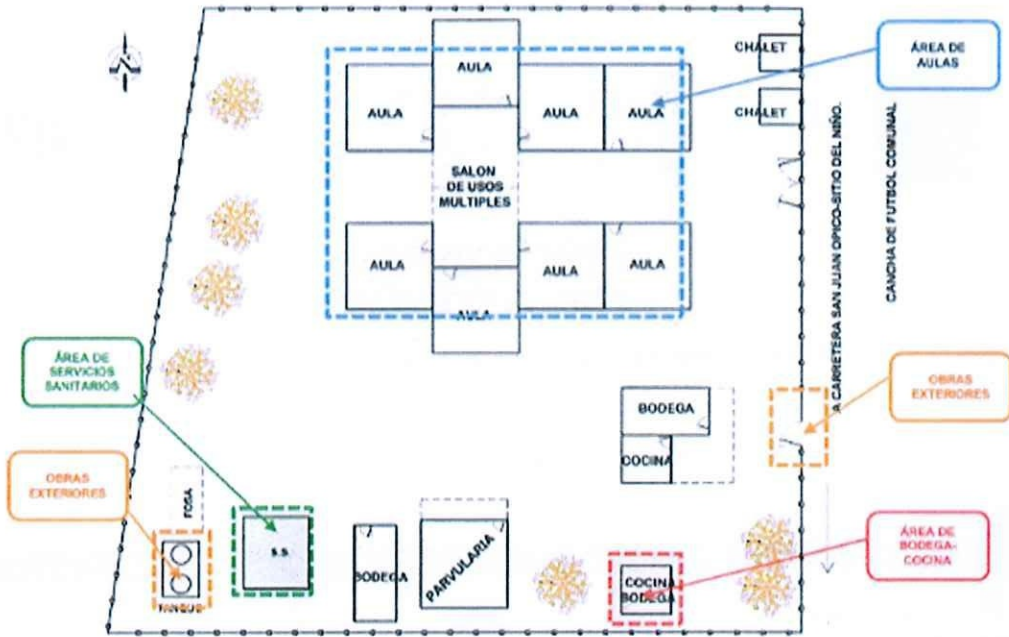 CHALET
ÁREA DE
AULAS
AULA
AULA
AULA
AULA
CHALET
SALON
DE USOS
MULTIPLES
A CARRETERA SAN JUAN OPICO-SITIO DEL NIÑO.
CANCHA DE FUTBOL COMUNAL
AULA
AULA
AULA
AULA
ÁREA DE
SERVICIOS
SANITARIOS
OBRAS
EXTERIORES
BODEGA
COCINA
OBRAS
EXTERIORES
FOSA
S.S.
BODEGA
PARVULARIA
ÁREA DE
BODEGA-
COCINA
COCINA
BODEGA
TANQUE